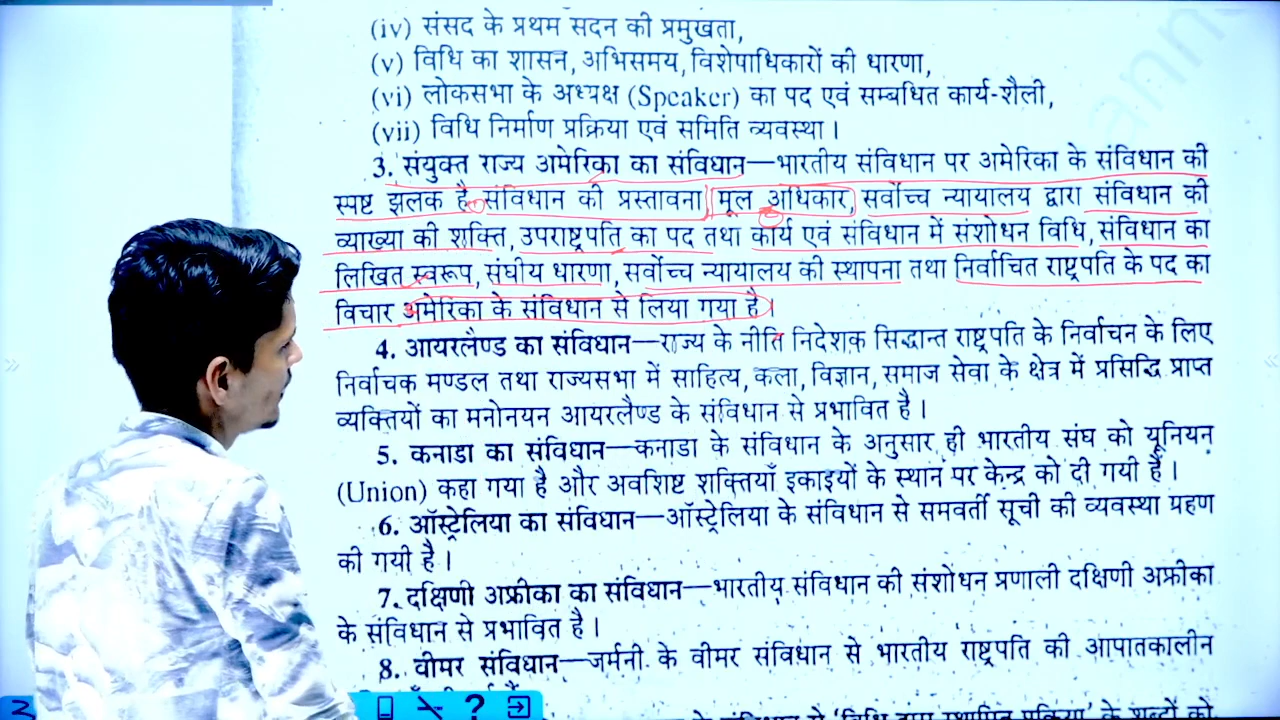 (iv) संसद के प्रथम सदन की प्रमुखता,
(v) विधि का शासन, अभिसमय, विशेषाधिकारों की धारणा,
(vi) लोकसभा के अध्यक्ष (Speaker) का पद एवं सम्बधित कार्य-शैली,
(vii) विधि निर्माण प्रक्रिया एवं समिति व्यवस्था।
3. संयुक्त राज्य अमेरिका का संविधान—भारतीय संविधान पर अमेरिका के संविधान की
स्पष्ट झलक है संविधान की प्रस्तावना मूल अधिकार, सर्वोच्च न्यायालय द्वारा संविधान की
व्याख्या की शक्ति, उपराष्ट्रपति का पद तथा कार्य एवं संविधान में संशोधन विधि, संविधान का
लिखित स्वरूप, संघीय धारणा, सर्वोच्च न्यायालय की स्थापना तथा निर्वाचित राष्ट्रपति के पद का
विचार अमेरिका के संविधान से लिया गया है।
4. आयरलैण्ड का संविधान—राज्य के नीति निदेशक सिद्धान्त राष्ट्रपति के निर्वाचन के लिए
निर्वाचक मण्डल तथा राज्यसभा में साहित्य, कला, विज्ञान, समाज सेवा के क्षेत्र में प्रसिद्धि प्राप्त
व्यक्तियों का मनोनयन आयरलैण्ड के संविधान से प्रभावित है।
5. कनाडा का संविधान—कनाडा के संविधान के अनुसार ही भारतीय संघ को यूनियन
(Union) कहा गया है और अवशिष्ट शक्तियाँ इकाइयों के स्थान पर केन्द्र को दी गयी हैं।
6. ऑस्ट्रेलिया का संविधान—ऑस्ट्रेलिया के संविधान से समवर्ती सूची की व्यवस्था ग्रहण
की गयी है।
7. दक्षिणी अफ्रीका का संविधान—भारतीय संविधान की संशोधन प्रणाली दक्षिणी अफ्रीका
के संविधान से प्रभावित है।
8. वीमर संविधान—जर्मनी के वीमर संविधान से भारतीय राष्ट्रपति की आपातकालीन
के संविधान से 'विधि द्वारा स्थापित प्रक्रिया' के शब्दों को